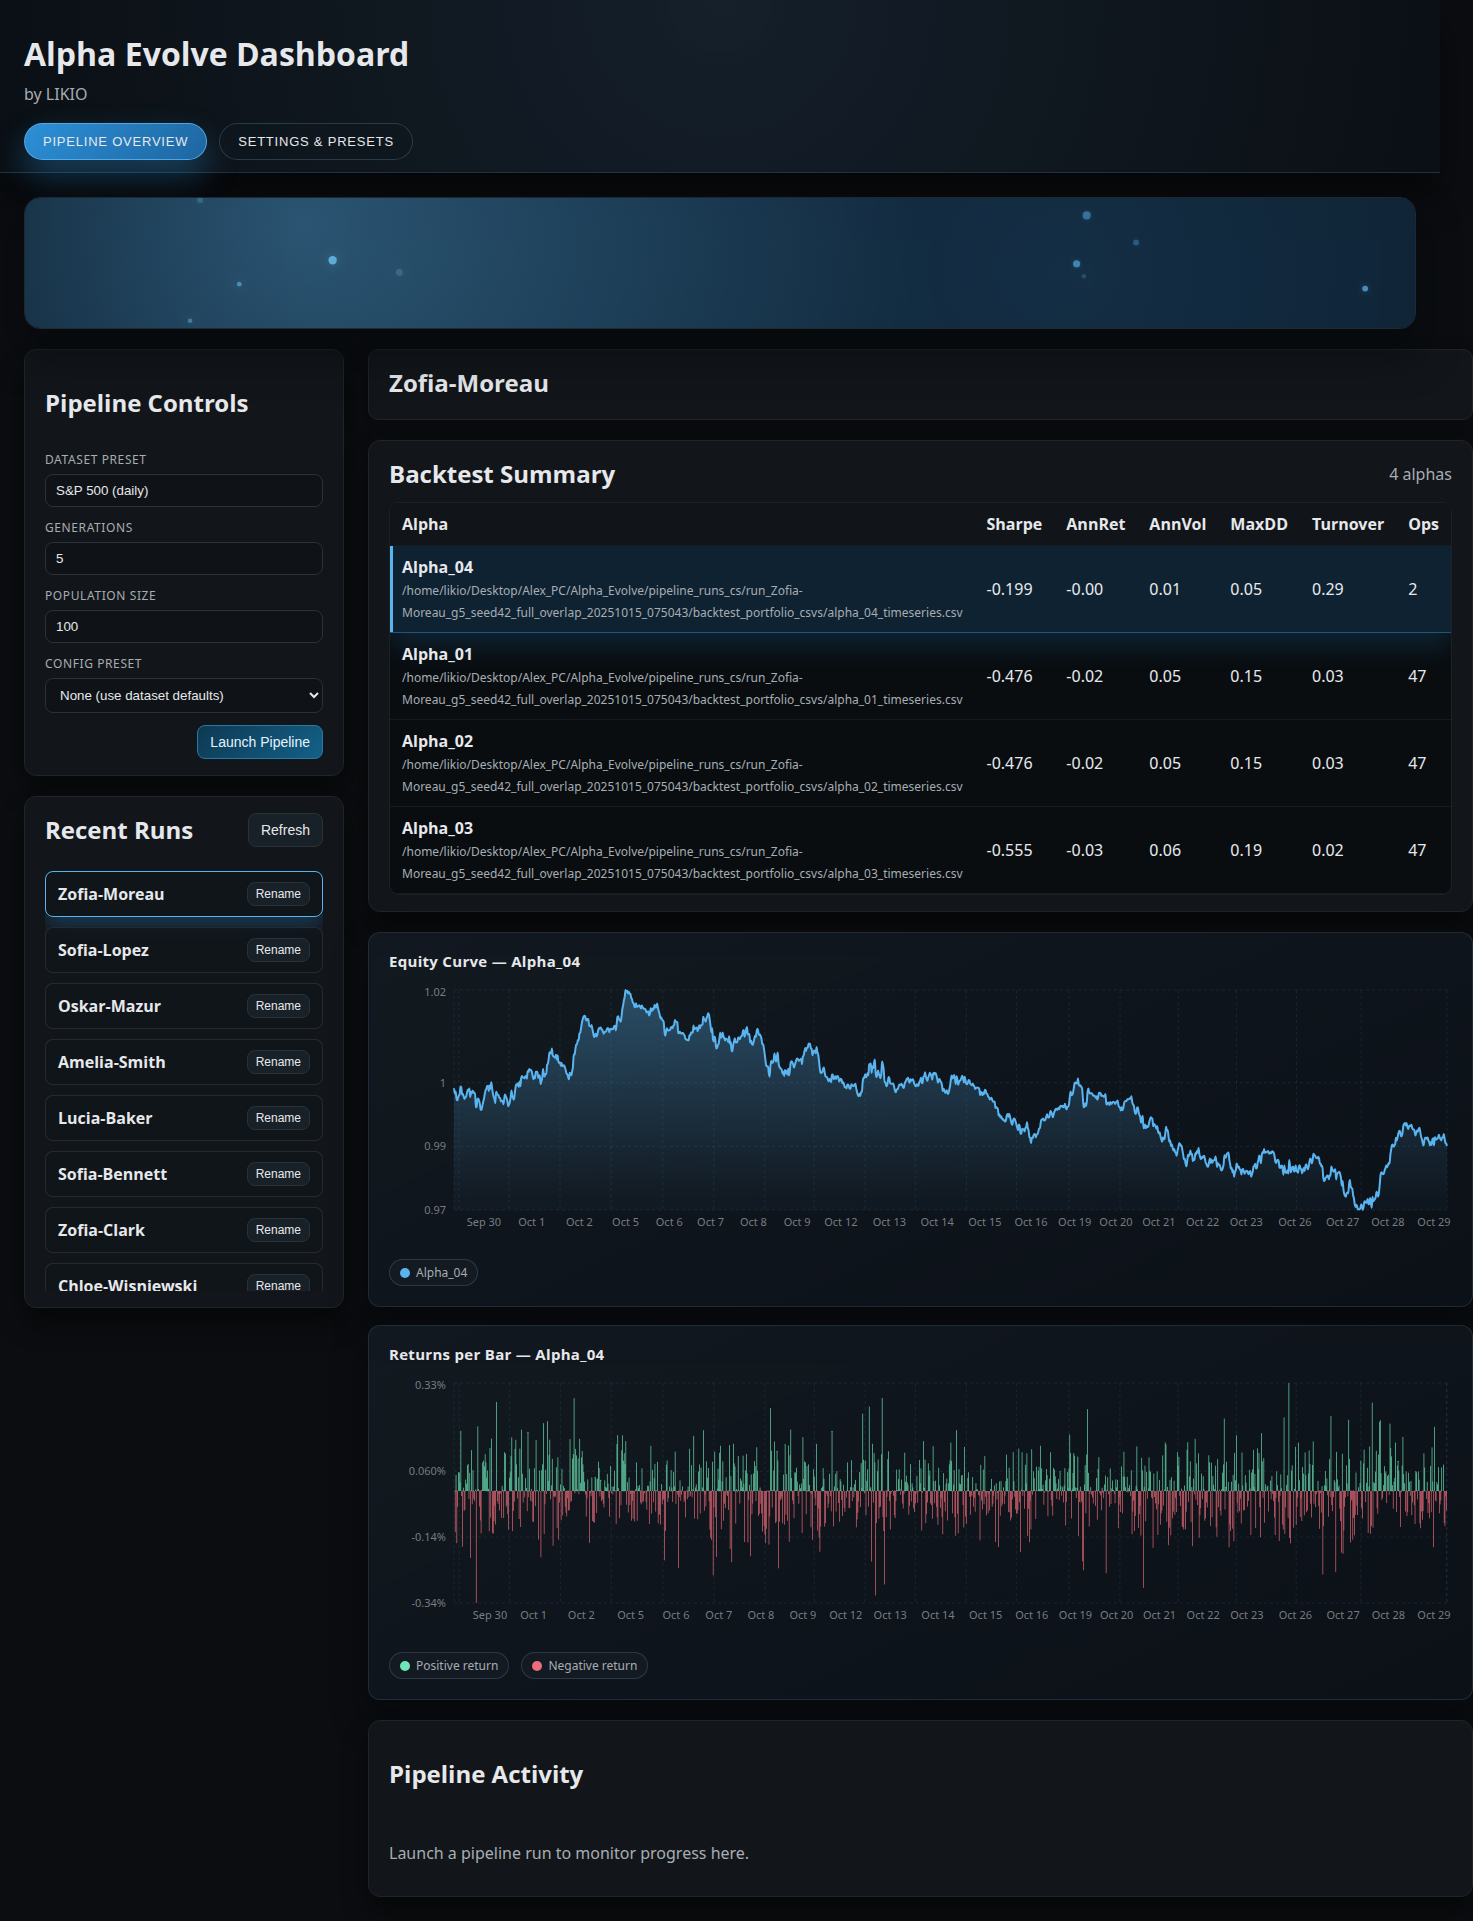 Alpha Evolve Dashboard
by LIKIO
PIPELINE OVERVIEW
SETTINGS & PRESETS
Pipeline Controls
DATASET PRESET
S&P 500 (daily)
GENERATIONS
5
POPULATION SIZE
100
CONFIG PRESET
None (use dataset defaults)
Launch Pipeline
Recent Runs
Refresh
Zofia-Moreau Rename
Sofia-Lopez Rename
Oskar-Mazur Rename
Amelia-Smith Rename
Lucia-Baker Rename
Sofia-Bennett Rename
Zofia-Clark Rename
Chloe-Wisniewski Rename
Zofia-Moreau
Backtest Summary
4 alphas
Alpha Sharpe AnnRet AnnVol MaxDD Turnover Ops
Alpha_04
/home/likio/Desktop/Alex_PC/Alpha_Evolve/pipeline_runs_cs/run_Zofia-
Moreau_g5_seed42_full_overlap_20251015_075043/backtest_portfolio_csvs/alpha_04_timeseries.csv
-0.199 -0.00 0.01 0.05 0.29 2
Alpha_01
/home/likio/Desktop/Alex_PC/Alpha_Evolve/pipeline_runs_cs/run_Zofia-
Moreau_g5_seed42_full_overlap_20251015_075043/backtest_portfolio_csvs/alpha_01_timeseries.csv
-0.476 -0.02 0.05 0.15 0.03 47
Alpha_02
/home/likio/Desktop/Alex_PC/Alpha_Evolve/pipeline_runs_cs/run_Zofia-
Moreau_g5_seed42_full_overlap_20251015_075043/backtest_portfolio_csvs/alpha_02_timeseries.csv
-0.476 -0.02 0.05 0.15 0.03 47
Alpha_03
/home/likio/Desktop/Alex_PC/Alpha_Evolve/pipeline_runs_cs/run_Zofia-
Moreau_g5_seed42_full_overlap_20251015_075043/backtest_portfolio_csvs/alpha_03_timeseries.csv
-0.555 -0.03 0.06 0.19 0.02 47
Equity Curve — Alpha_04
1.02
1
0.99
0.97
Sep 30 Oct 1 Oct 2 Oct 5 Oct 6 Oct 7 Oct 8 Oct 9 Oct 12 Oct 13 Oct 14 Oct 15 Oct 16 Oct 19 Oct 20 Oct 21 Oct 22 Oct 23 Oct 26 Oct 27 Oct 28 Oct 29
Alpha_04
Returns per Bar — Alpha_04
0.33%
0.060%
-0.14%
-0.34%
Sep 30 Oct 1 Oct 2 Oct 5 Oct 6 Oct 7 Oct 8 Oct 9 Oct 12 Oct 13 Oct 14 Oct 15 Oct 16 Oct 19 Oct 20 Oct 21 Oct 22 Oct 23 Oct 26 Oct 27 Oct 28 Oct 29
Positive return
Negative return
Pipeline Activity
Launch a pipeline run to monitor progress here.